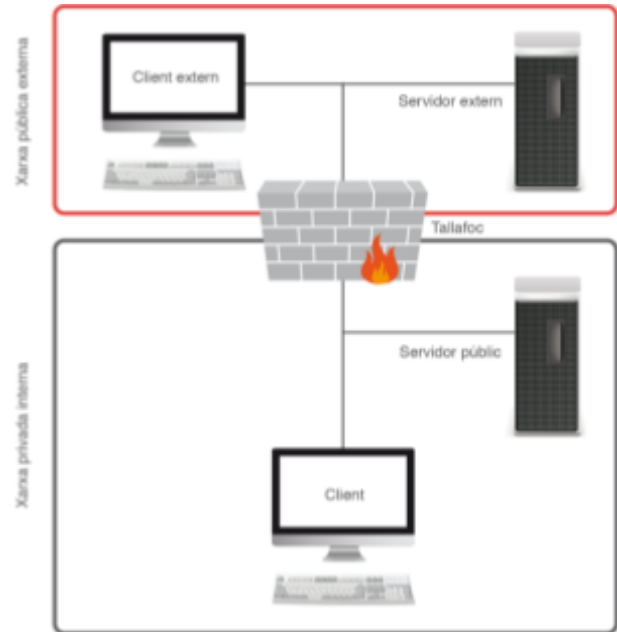 Xarxa pública externa
Client extern
Servidor extern
Tallafoc
Xarxa privada interna
Servidor públic
Client